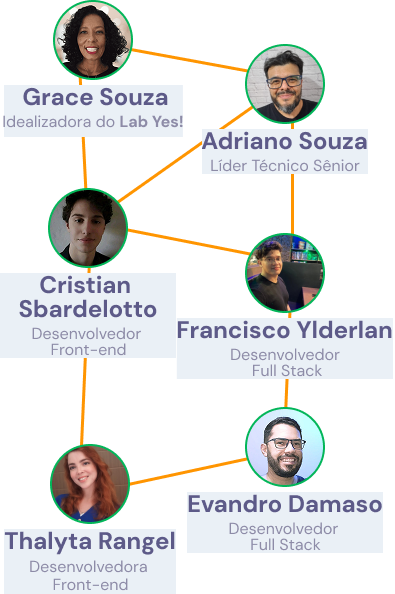 Grace Souza
Idealizadora do Lab Yes!
Adriano Souza
Líder Técnico Sênior
Cristian
Sbardelotto
Desenvolvedor
Front-end
Francisco Ylderlan
Desenvolvedor
Full Stack
Evandro Damaso
Desenvolvedor
Full Stack
Thalyta Rangel
Desenvolvedora
Front-end